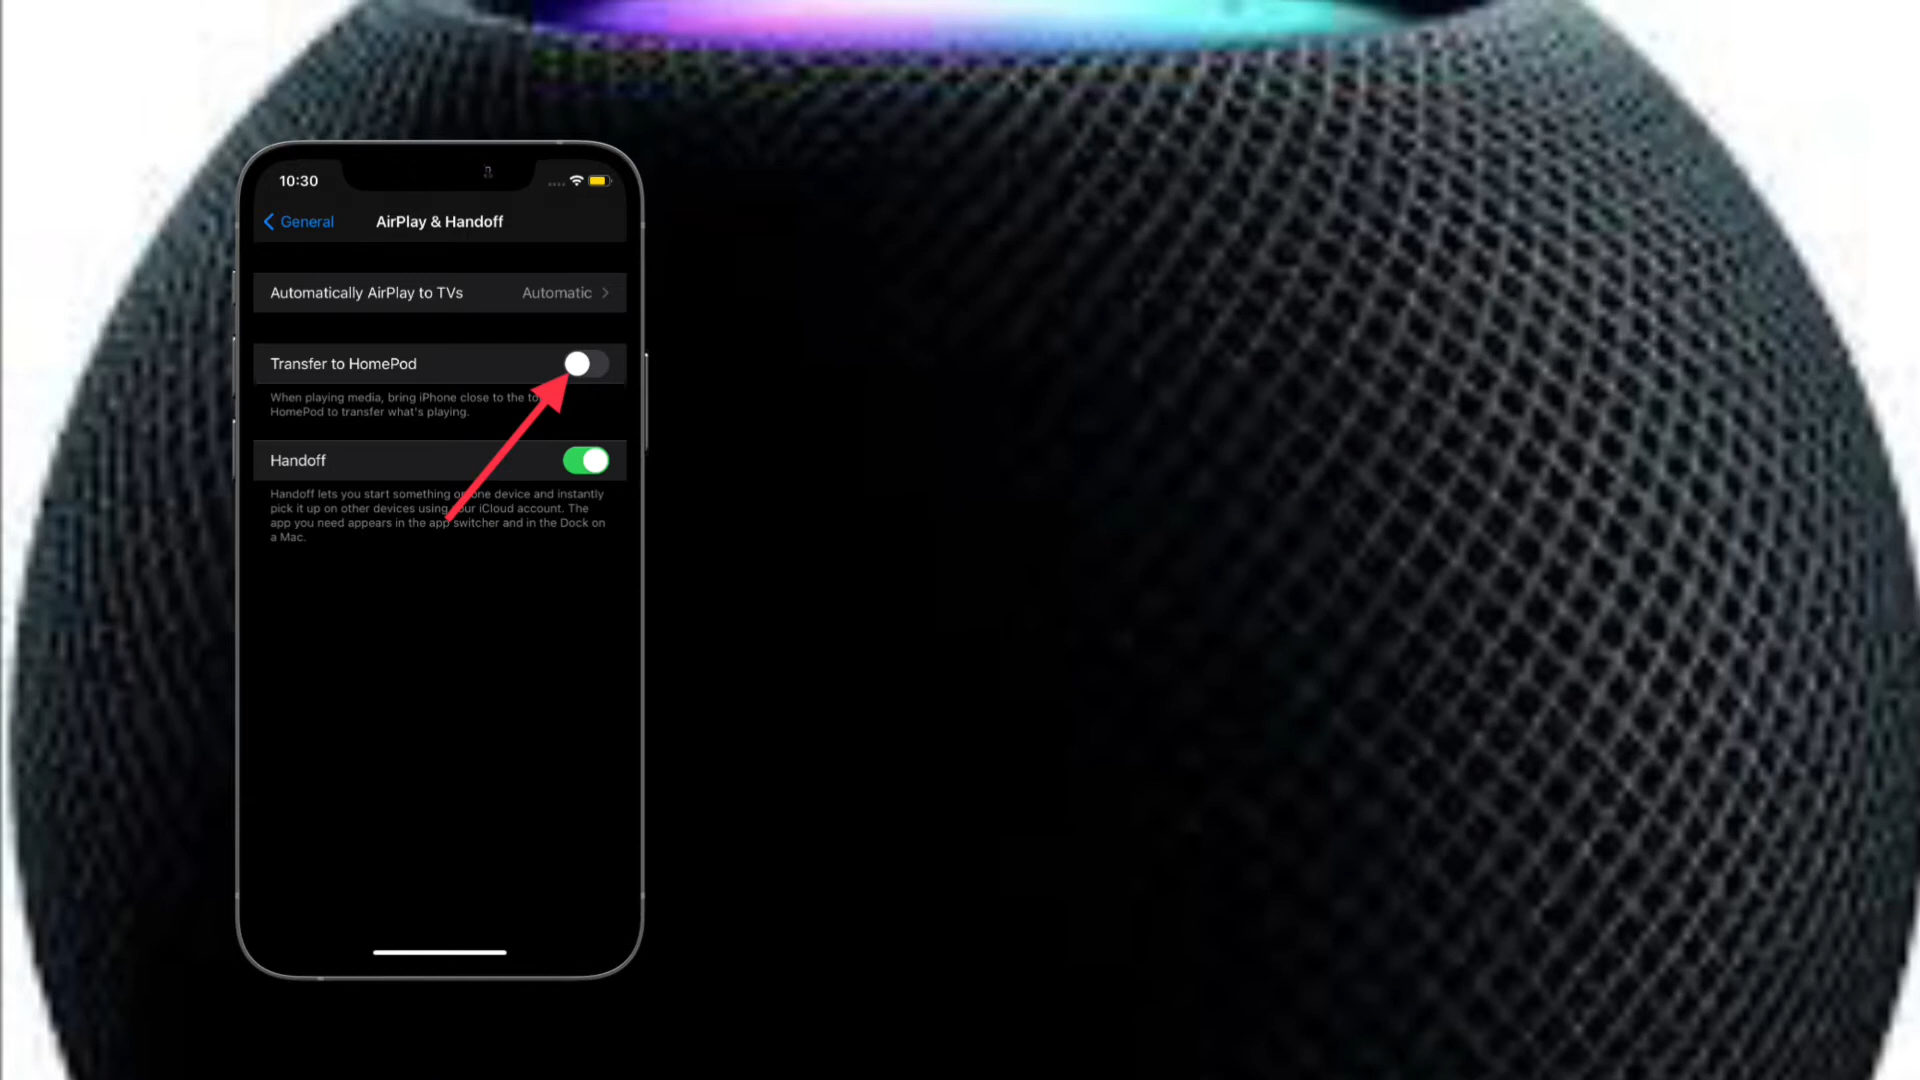 10:30
General
AirPlay & Handoff
Automatically AirPlay to TVs Automatic
Transfer to HomePod
When playing media, bring iPhone close to the
HomePod to transfer what's playing.
Handoff
Handoff lets you start something on one device and instantly
pick it up on other devices using your iCloud account. The
app you need appears in the app switcher and in the Dock on
a Mac.